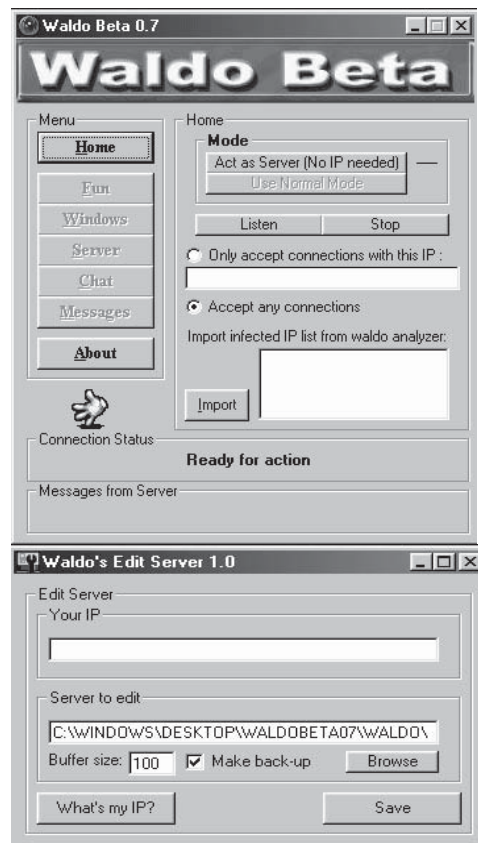 Waldo Beta 0.7
Waldo Beta
Menu
Home
Fun
Windows
Server
Chat
Messages
About
Home
Mode
Act as Server (No IP needed)
Use Normal Mode
Listen
Stop
Only accept connections with this IP :
Accept any connections
Import infected IP list from waldo analyzer:
Import
Connection Status
Ready for action
Messages from Server
Waldo's Edit Server 1.0
Edit Server
Your IP
Server to edit
C:\WINDOWS\DESKTOP\WALDOBETA07\WALDO\
Buffer size: 100 Make back-up Browse
What's my IP? Save